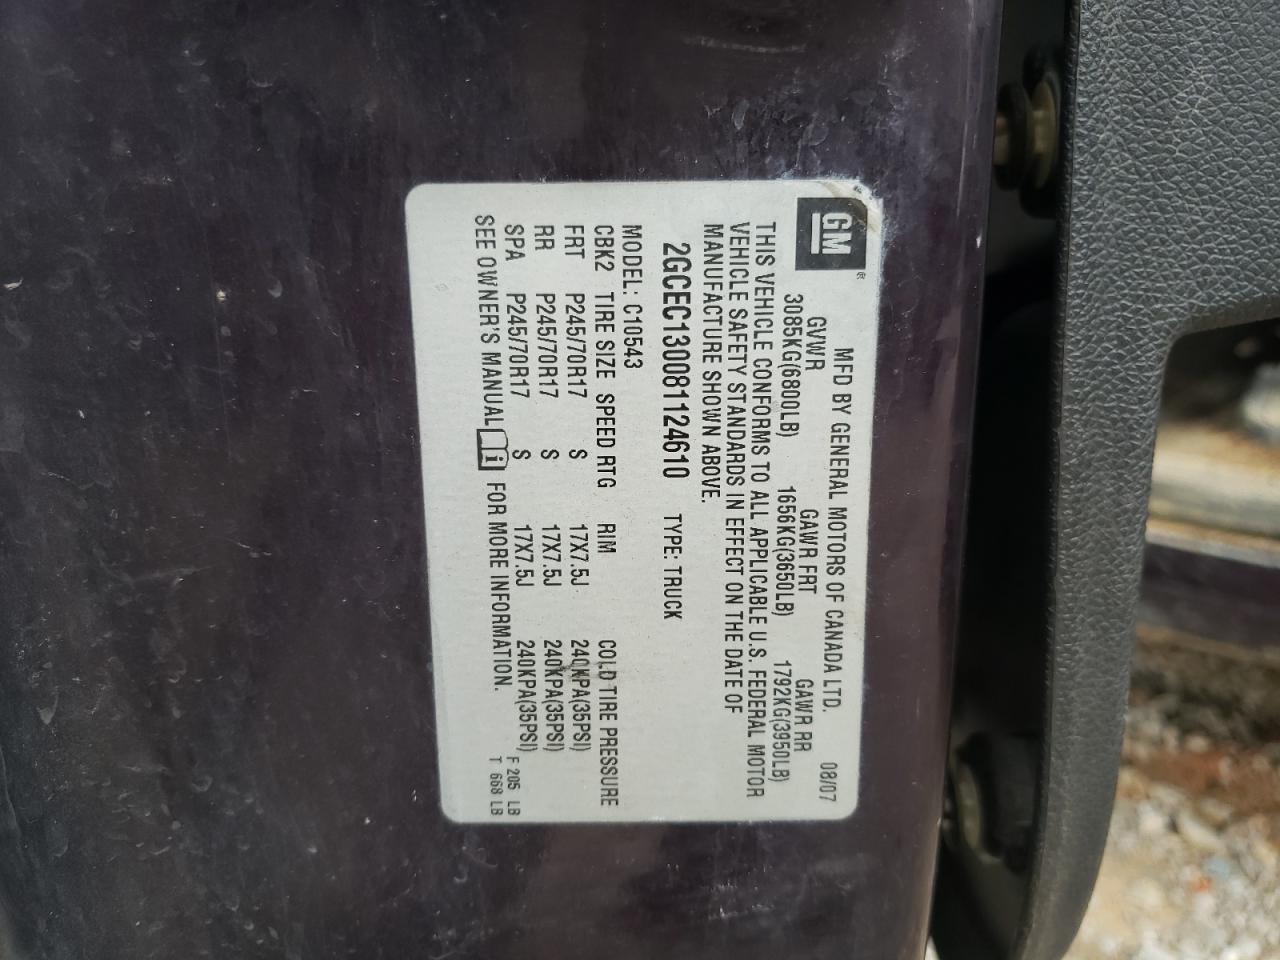 GM®
MFD BY GENERAL MOTORS OF CANADA LTD. 08/07
GVWR GAWR FRT GAWR RR
3085KG(6800LB) 1656KG(3650LB) 1792KG(3950LB)
THIS VEHICLE CONFORMS TO ALL APPLICABLE U.S. FEDERAL MOTOR
VEHICLE SAFETY STANDARDS IN EFFECT ON THE DATE OF
MANUFACTURE SHOWN ABOVE.
2GCEC130081124610 TYPE: TRUCK
MODEL: C10543
CBK2 TIRE SIZE SPEED RTG RIM COLD TIRE PRESSURE
FRT P245/70R17 S 17X7.5J 240KPA(35PSI)
RR P245/70R17 S 17X7.5J 240KPA(35PSI)
SPA P245/70R17 S 17X7.5J 240KPA(35PSI) F 205 LB
SEE OWNER'S MANUAL i FOR MORE INFORMATION. T 668 LB